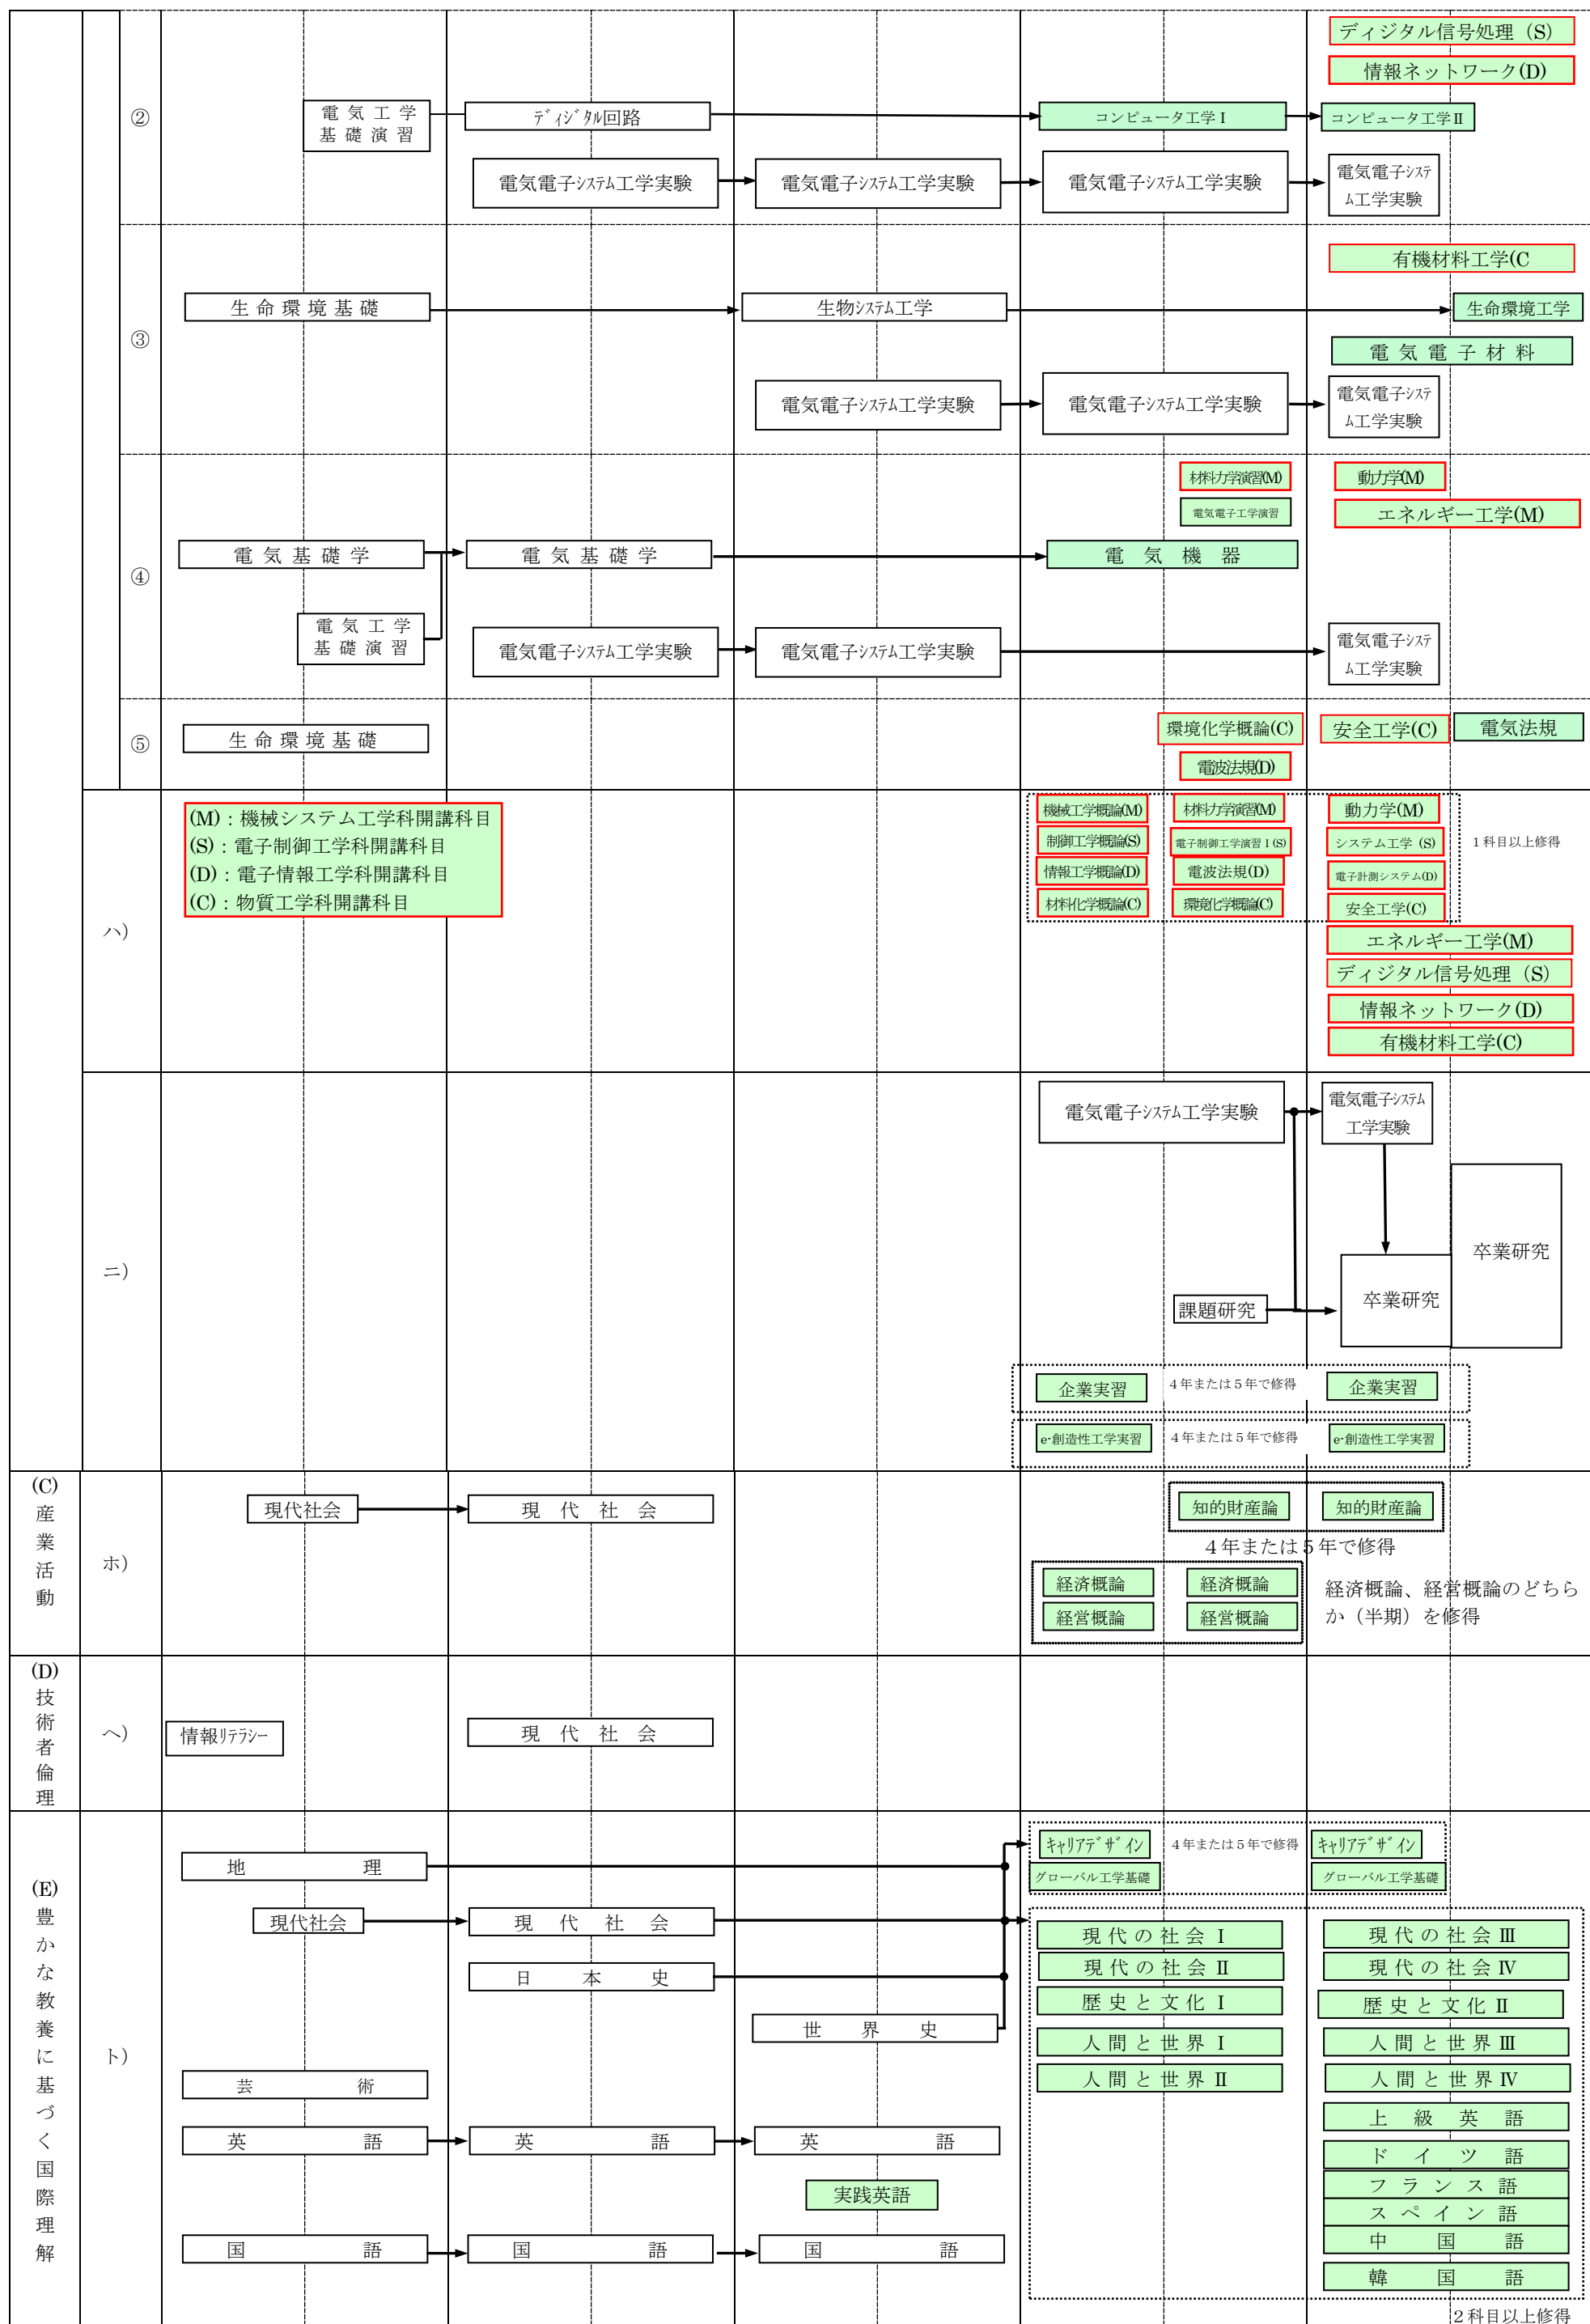 ディジタル信号処理（S）
情報ネットワーク(D)
②
電気工学
基礎演習
ディジタル回路
コンピュータ工学Ⅰ
コンピュータ工学Ⅱ
電気電子システム工学実験
電気電子システム工学実験
電気電子システム工学実験
電気電子システ
ム工学実験
有機材料工学(C
③
生命環境基礎
生物システム工学
生命環境工学
電気電子材料
電気電子システム工学実験
電気電子システム工学実験
電気電子システ
ム工学実験
材料力学演習(M)
動力学(M)
電気電子工学演習
エネルギー工学(M)
④
電気基礎学
電気基礎学
電気機器
電気工学
基礎演習
電気電子システム工学実験
電気電子システム工学実験
電気電子システ
ム工学実験
⑤
生命環境基礎
環境化学概論(C)
安全工学(C)
電気法規
電波法規(D)
ハ）
(M)：機械システム工学科開講科目
(S)：電子制御工学科開講科目
(D)：電子情報工学科開講科目
(C)：物質工学科開講科目
機械工学概論(M)
材料力学演習(M)
動力学(M)
制御工学概論(S)
電子制御工学演習Ⅰ(S)
システム工学 (S)
1科目以上修得
情報工学概論(D)
電波法規(D)
電子計測システム(D)
材料化学概論(C)
環境化学概論(C)
安全工学(C)
エネルギー工学(M)
ディジタル信号処理（S）
情報ネットワーク(D)
有機材料工学(C)
ニ）
電気電子システム工学実験
電気電子システム
工学実験
卒業研究
卒業研究
課題研究
企業実習
４年または５年で修得
企業実習
e-創造性工学実習
４年または５年で修得
e-創造性工学実習
(C)
産
業
活
動
ホ）
現代社会
現代社会
知的財産論
知的財産論
４年または５年で修得
経済概論
経済概論
経営概論
経営概論
経済概論、経営概論のどちら
か（半期）を修得
(D)
技
術
者
倫
理
ヘ）
情報リテラシー
現代社会
(E)
豊
か
な
教
養
に
基
づ
く
国
際
理
解
ト）
地理
キャリアデザイン
４年または５年で修得
キャリアデザイン
グローバル工学基礎
グローバル工学基礎
現代社会
現代社会
現代の社会Ⅰ
現代の社会Ⅲ
日本史
現代の社会Ⅱ
現代の社会Ⅳ
歴史と文化Ⅰ
歴史と文化Ⅱ
世界史
人間と世界Ⅰ
人間と世界Ⅲ
芸術
人間と世界Ⅱ
人間と世界Ⅳ
上級英語
英語
英語
英語
ドイツ語
実践英語
フランス語
スペイン語
国語
国語
国語
中国語
韓国語
2科目以上修得